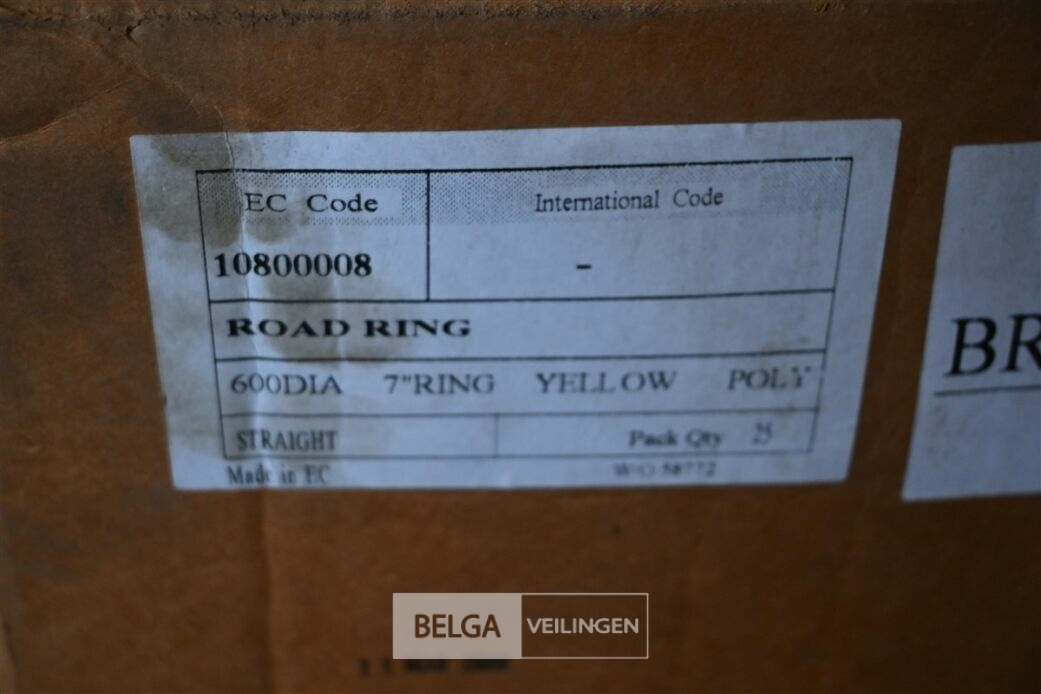 EC Code International Code
10800008 -
ROAD RING
600DIA 7"RING YELLOW POLY
STRAIGHT Pack Qty 25
Made in EC W/O 58772
BR
BELGA VEILINGEN